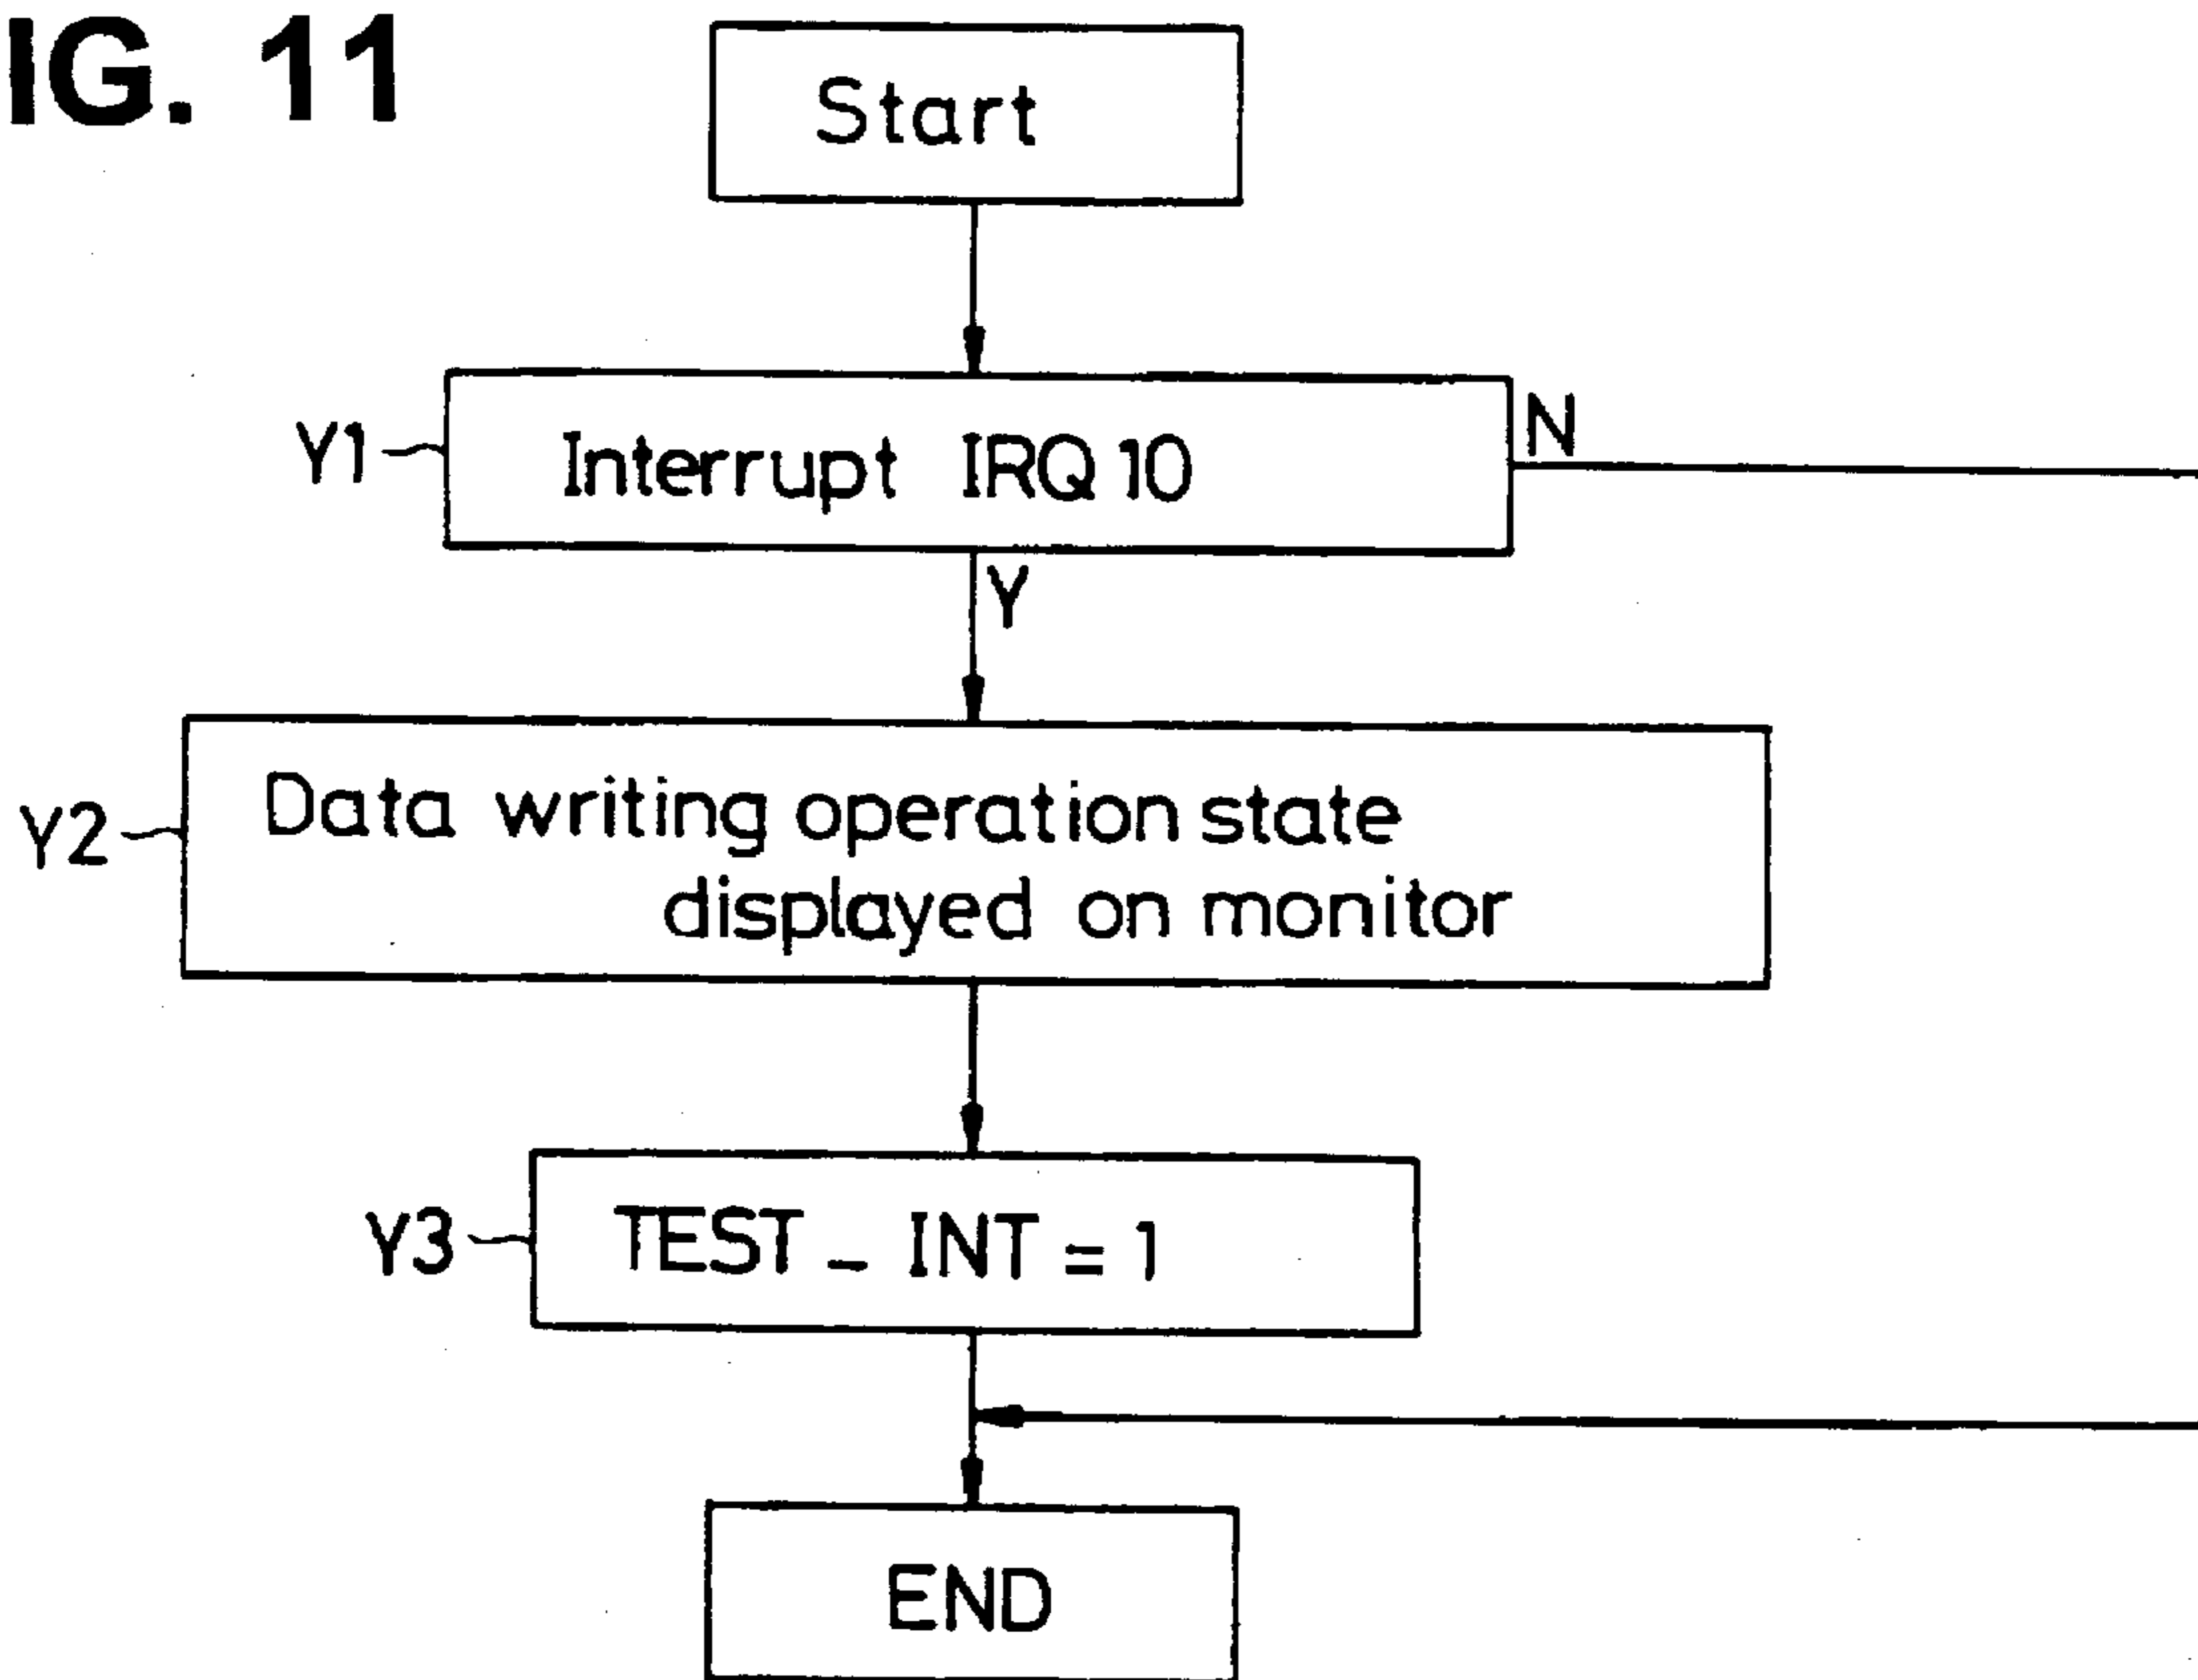 IG. 11
Start
Y1
Interrupt IRQ 10
N
Y
Y2
Data writing operation state
displayed on monitor
Y3
TEST_ INT = 1
END